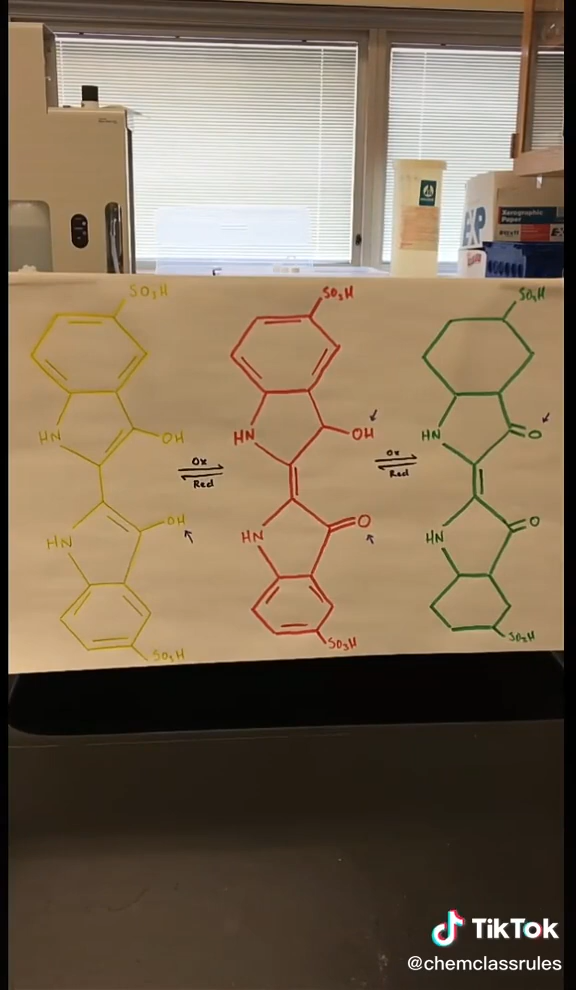 EXP
Xerographic
Paper
SO3H
SO3H
SO3H
HN
OH
HN
OH
HN
O
Ox
Red
Ox
Red
HN
OH
HN
O
HN
O
SO3H
SO3H
SO3H
TikTok
@chemclassrules